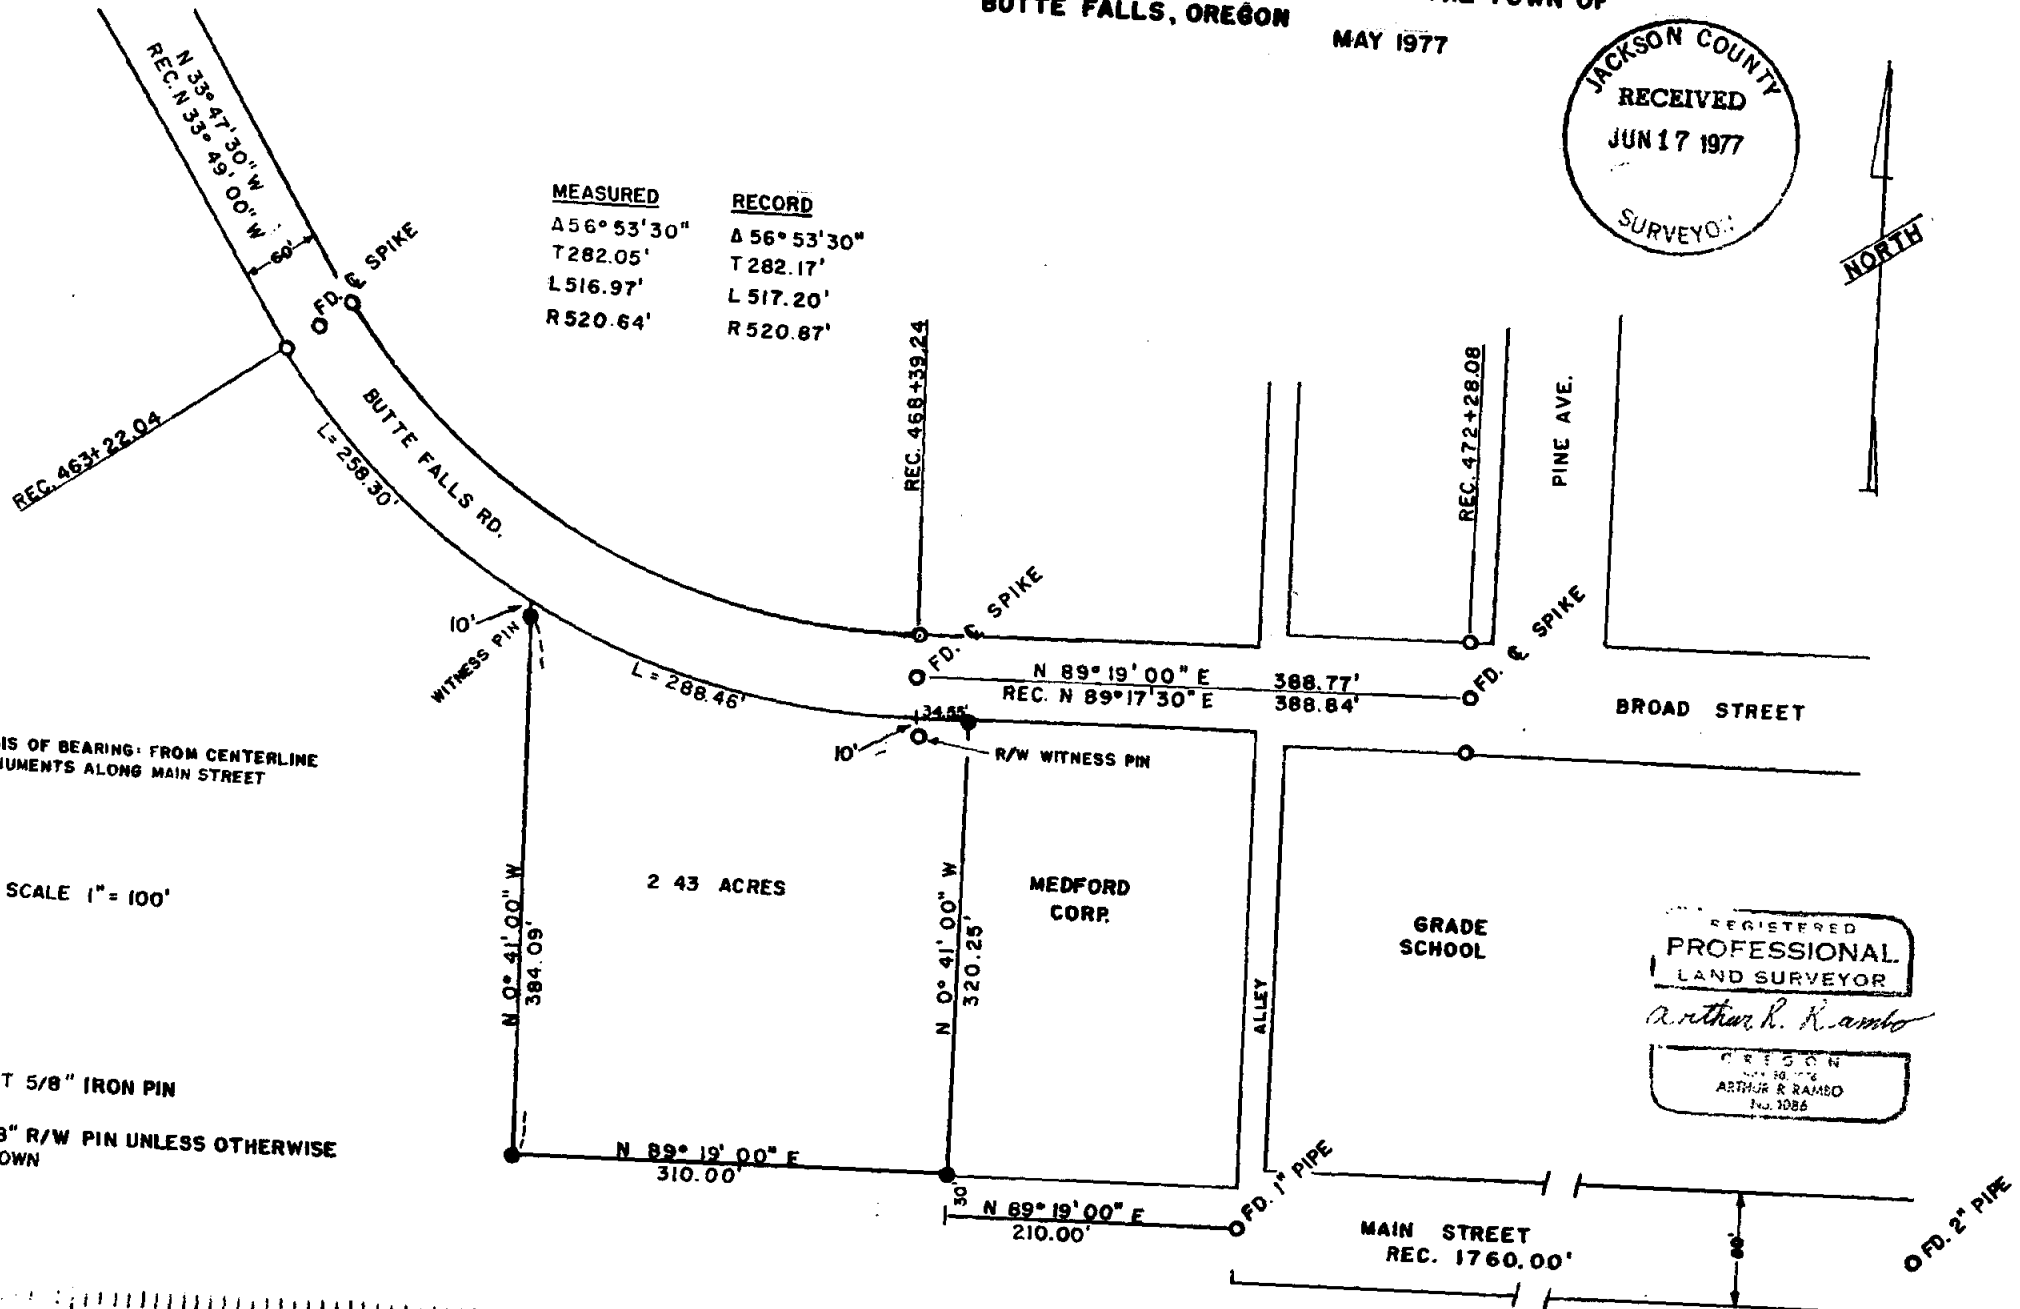 THE TOWN OF
BUTTE FALLS, OREGON
MAY 1977
JACKSON COUNTY
RECEIVED
JUN 17 1977
SURVEYOR
NORTH
N 33° 47' 30" W
REC. N 33° 49' 00" W
60'
FD. ℄ SPIKE
MEASURED
Δ 56° 53' 30"
T 282.05'
L 516.97'
R 520.64'
RECORD
Δ 56° 53' 30"
T 282.17'
L 517.20'
R 520.87'
REC. 463+22.04
BUTTE FALLS RD.
L = 258.30'
REC. 468+39.24
REC. 472+28.08
PINE AVE.
10'
WITNESS PIN
L = 288.46'
FD. ℄ SPIKE
N 89° 19' 00" E 388.77'
REC. N 89° 17' 30" E 388.84'
FD. ℄ SPIKE
BROAD STREET
34.55'
10'
R/W WITNESS PIN
IS OF BEARING: FROM CENTERLINE
UMENTS ALONG MAIN STREET
SCALE 1" = 100'
N 0° 41' 00" W
384.09'
2 43 ACRES
N 0° 41' 00" W
320.25'
MEDFORD
CORP.
ALLEY
GRADE
SCHOOL
REGISTERED
PROFESSIONAL
LAND SURVEYOR
Arthur R. Rambo
OREGON
ARTHUR R RAMBO
No. 1086
T 5/8" IRON PIN
8" R/W PIN UNLESS OTHERWISE
OWN
N 89° 19' 00" E
310.00'
30'
N 89° 19' 00" E
210.00'
FD. 1" PIPE
MAIN STREET
REC. 1760.00'
FD. 2" PIPE